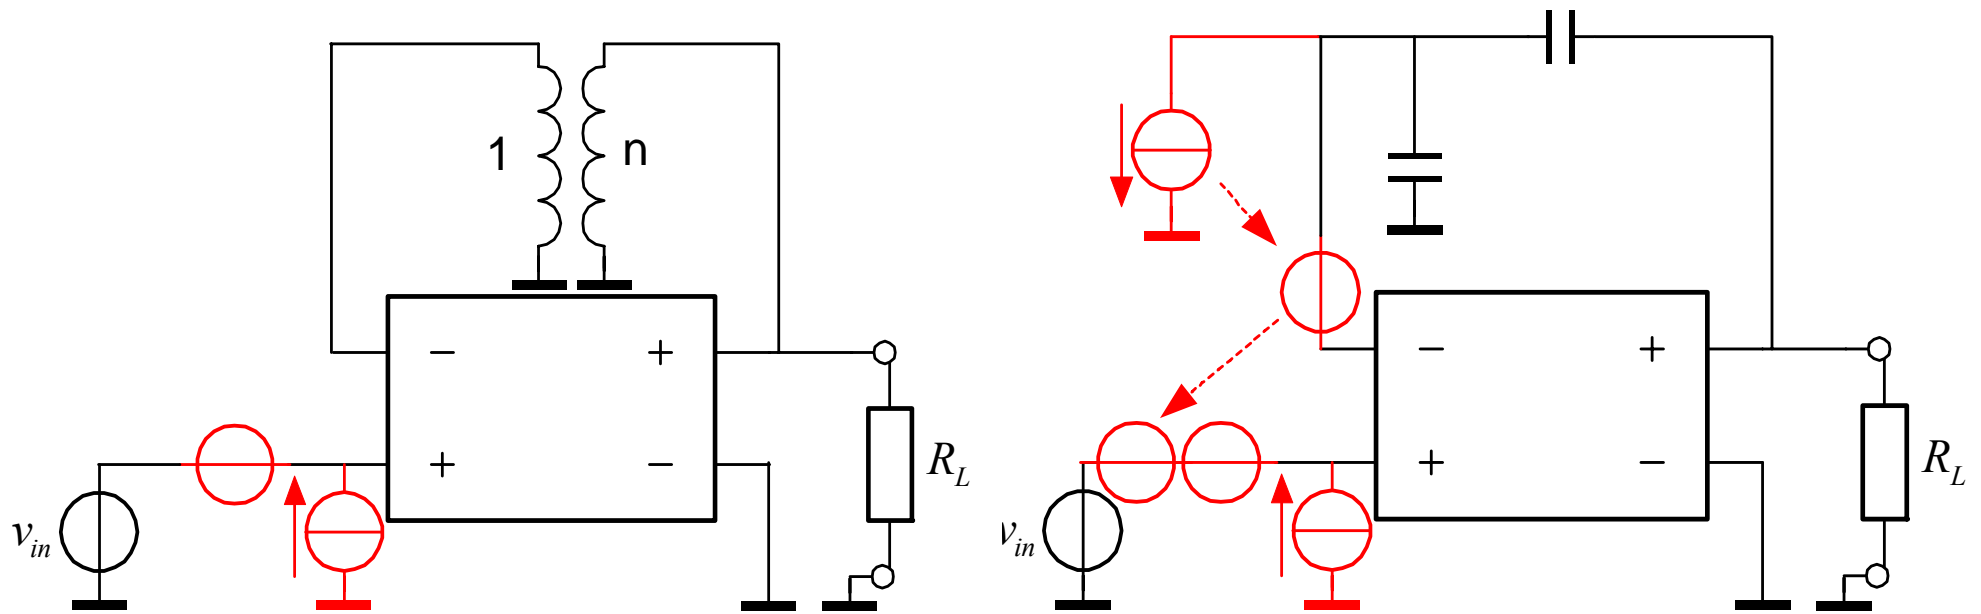 1 n
− +
+ −
v_in
R_L
− +
+ −
v_in
R_L